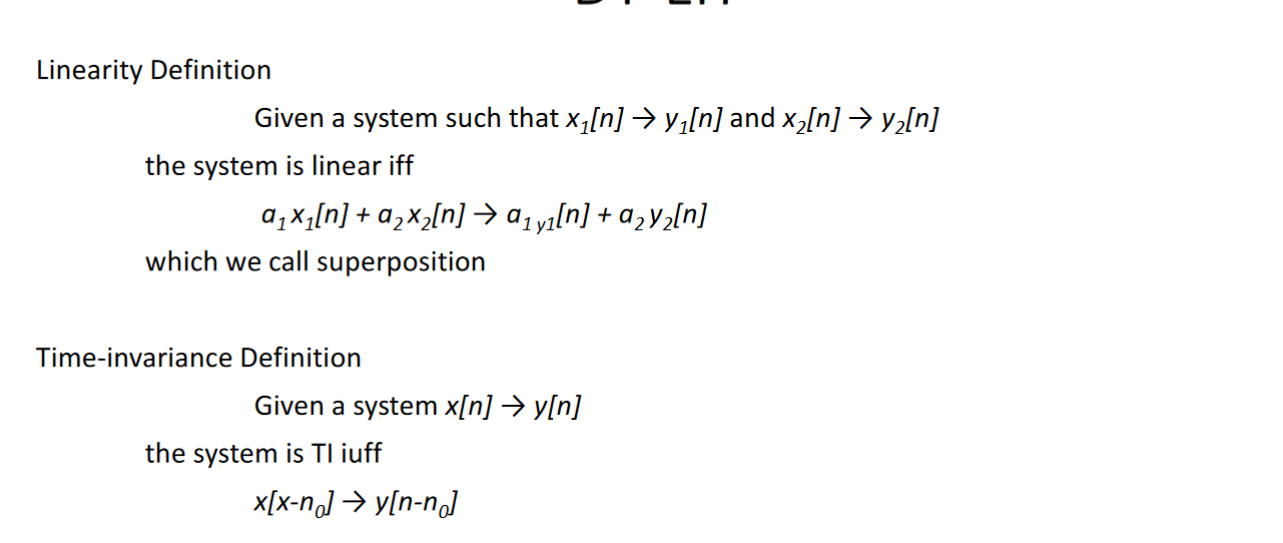 Linearity Definition
Given a system such that x₁[n] → y₁[n] and x₂[n] → y₂[n]
the system is linear iff
a₁x₁[n] + a₂x₂[n] → a₁ y₁[n] + a₂y₂[n]
which we call superposition
Time-invariance Definition
Given a system x[n] → y[n]
the system is TI iuff
x[x-n₀] → y[n-n₀]